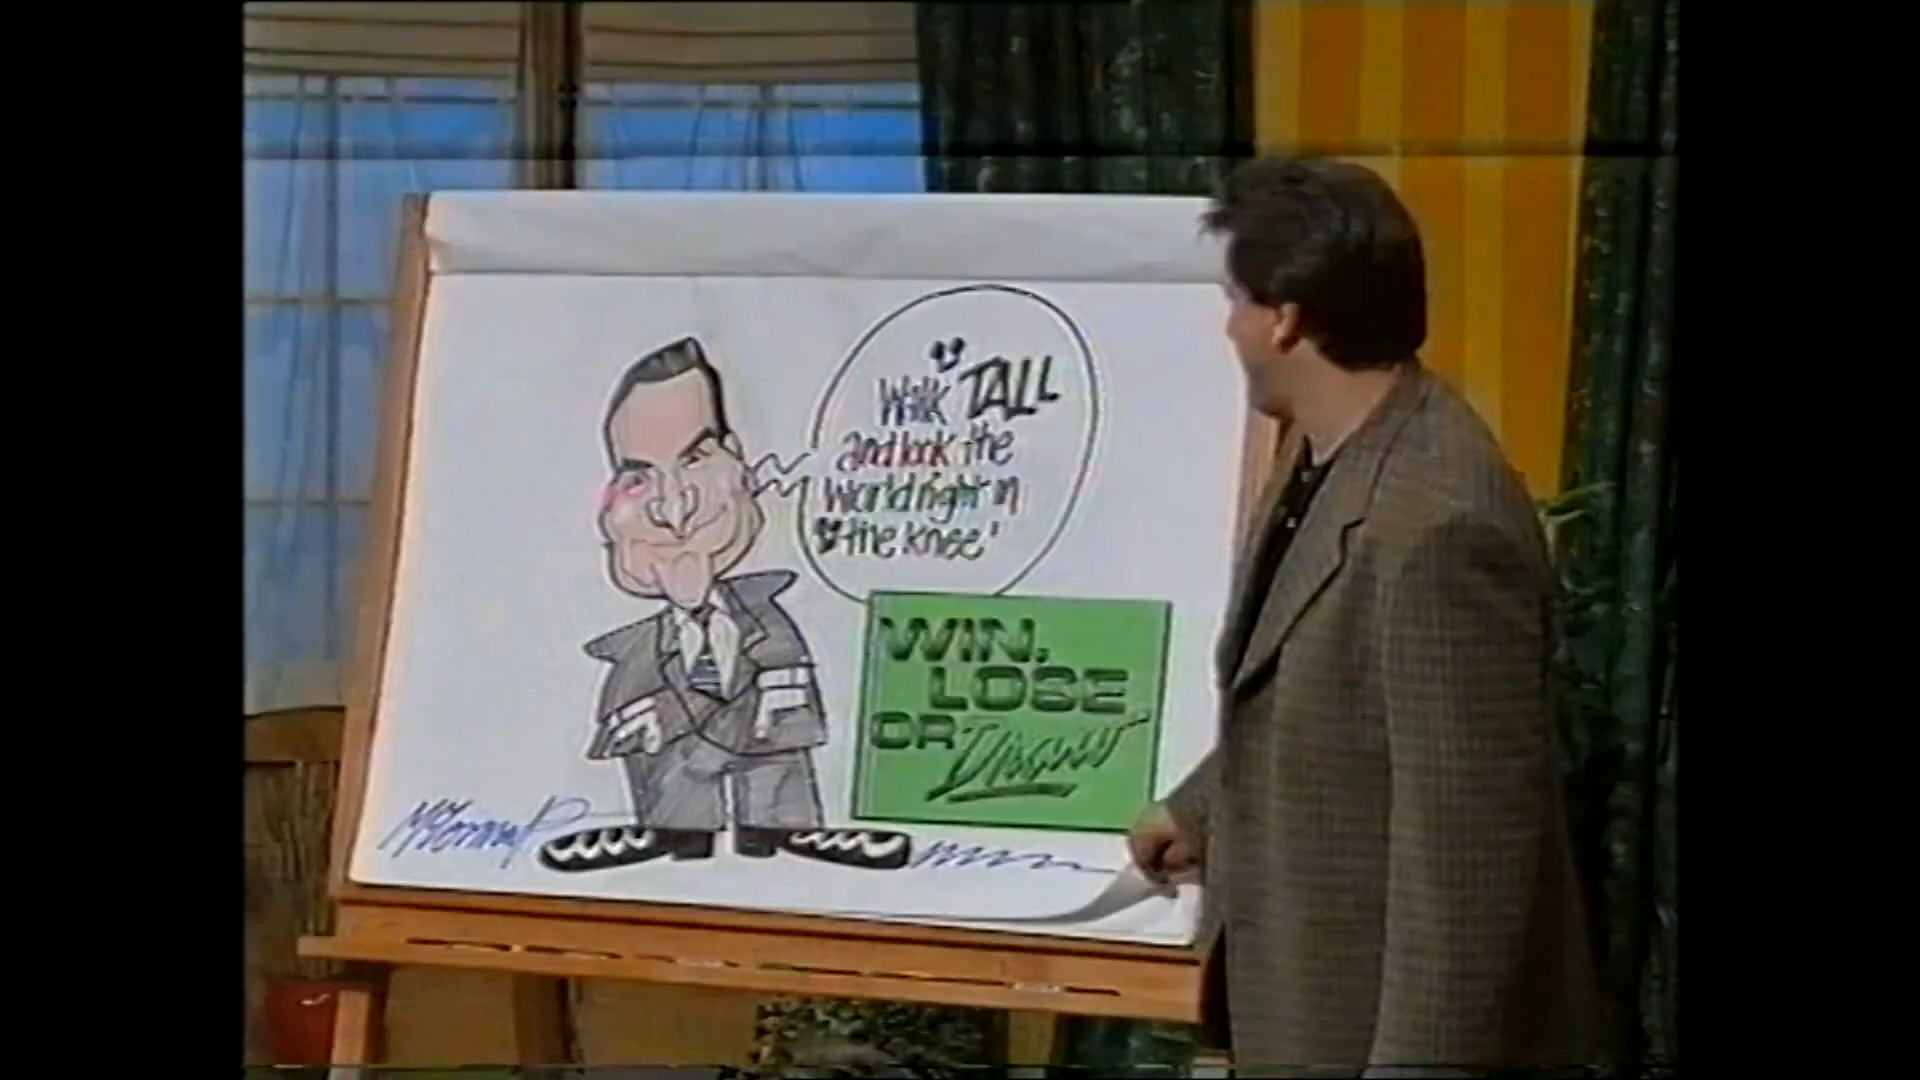 "Walk TALL
and look the
World right in
the knee"
WIN,
LOSE
OR Draw